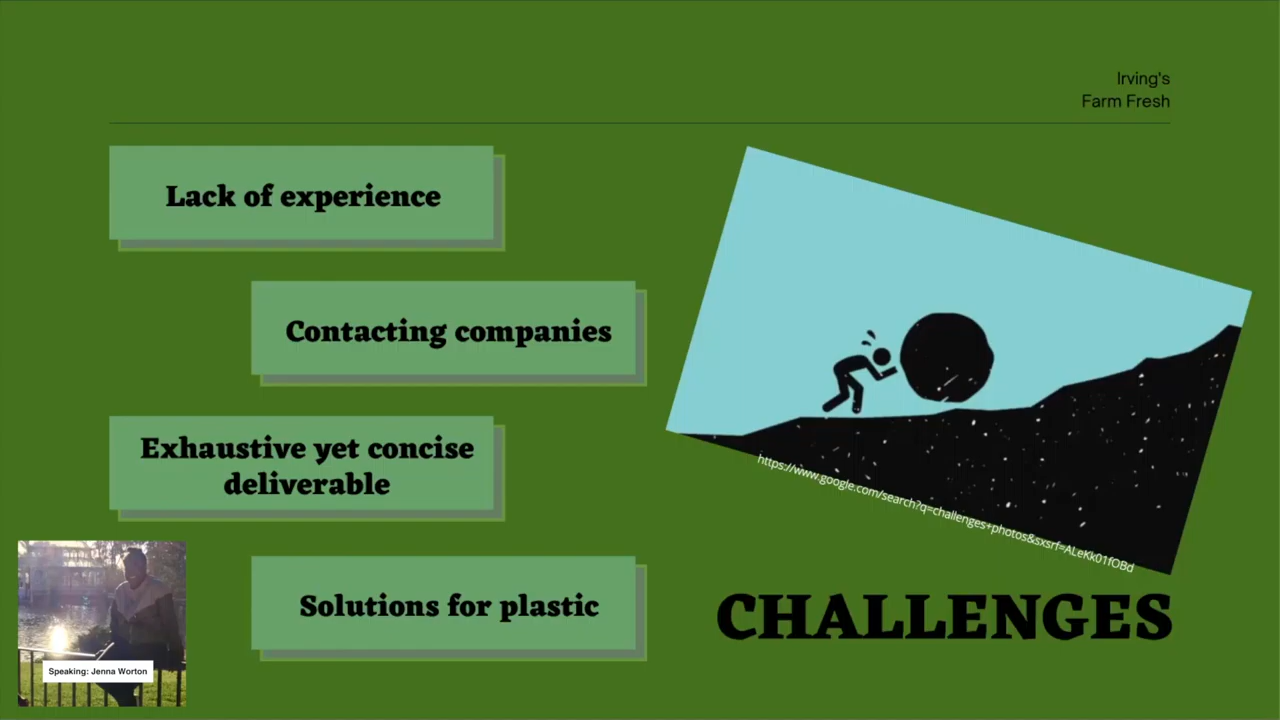 Irving's
Farm Fresh
Lack of experience
Contacting companies
Exhaustive yet concise
deliverable
Solutions for plastic
https://www.google.com/search?q=challenges+photos&sxsrf=ALeKk01fOBd
CHALLENGES
Speaking: Jenna Worton